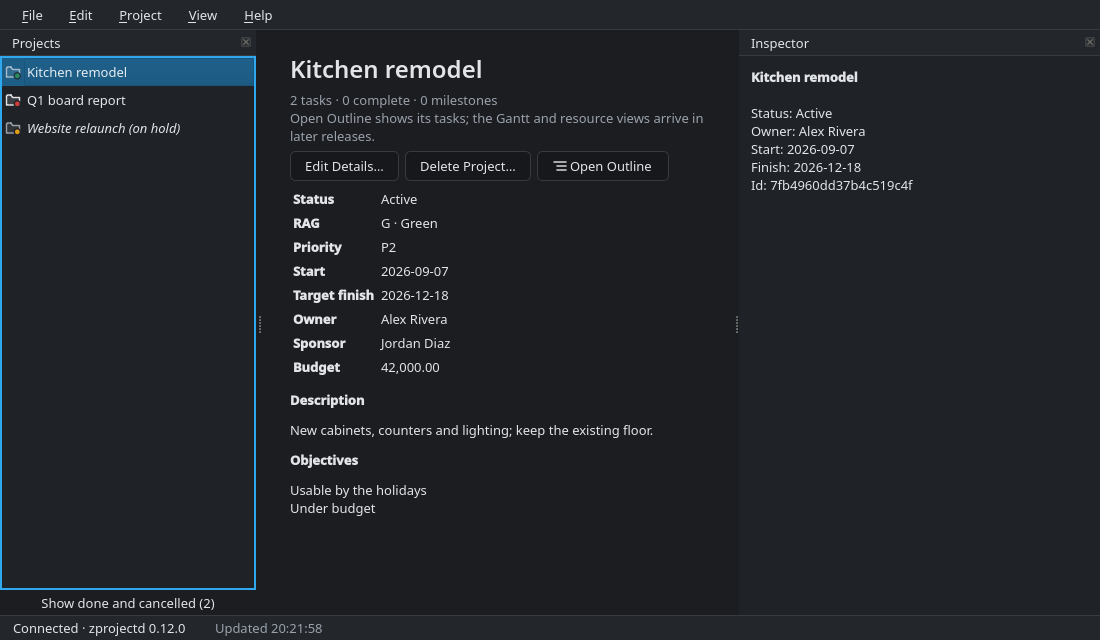 File Edit Project View Help
Projects
Kitchen remodel
Q1 board report
Website relaunch (on hold)
Show done and cancelled (2)
Kitchen remodel
2 tasks · 0 complete · 0 milestones
Open Outline shows its tasks; the Gantt and resource views arrive in
later releases.
Edit Details... Delete Project... Open Outline
Status Active
RAG G · Green
Priority P2
Start 2026-09-07
Target finish 2026-12-18
Owner Alex Rivera
Sponsor Jordan Diaz
Budget 42,000.00
Description
New cabinets, counters and lighting; keep the existing floor.
Objectives
Usable by the holidays
Under budget
Inspector
Kitchen remodel
Status: Active
Owner: Alex Rivera
Start: 2026-09-07
Finish: 2026-12-18
Id: 7fb4960dd37b4c519c4f
Connected · zprojectd 0.12.0 Updated 20:21:58